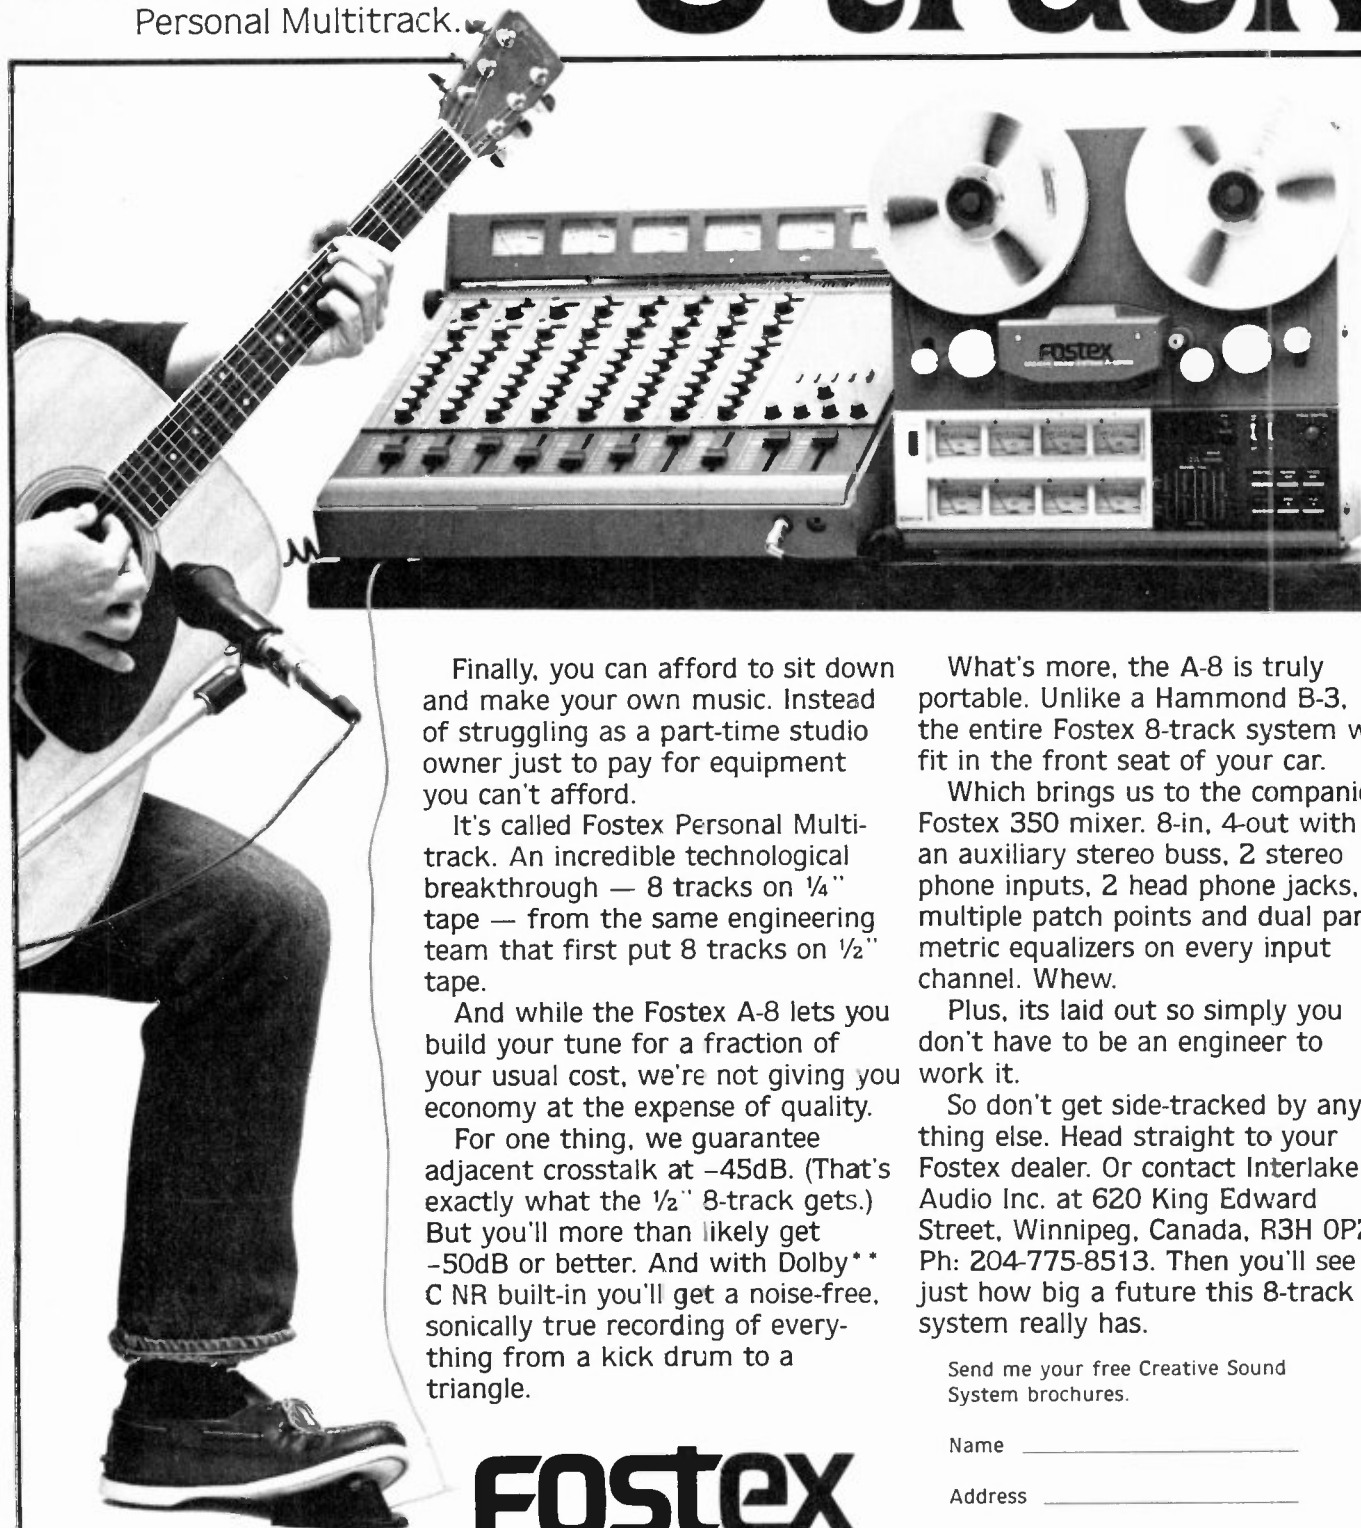 Personal Multitrack.
8 track
FOSTEX
Finally, you can afford to sit down
and make your own music. Instead
of struggling as a part-time studio
owner just to pay for equipment
you can't afford.
It's called Fostex Personal Multi-
track. An incredible technological
breakthrough — 8 tracks on ¼"
tape — from the same engineering
team that first put 8 tracks on ½"
tape.
And while the Fostex A-8 lets you
build your tune for a fraction of
your usual cost, we're not giving you
economy at the expense of quality.
For one thing, we guarantee
adjacent crosstalk at –45dB. (That's
exactly what the ½" 8-track gets.)
But you'll more than likely get
–50dB or better. And with Dolby**
C NR built-in you'll get a noise-free,
sonically true recording of every-
thing from a kick drum to a
triangle.
What's more, the A-8 is truly
portable. Unlike a Hammond B-3,
the entire Fostex 8-track system w
fit in the front seat of your car.
Which brings us to the compani
Fostex 350 mixer. 8-in, 4-out with
an auxiliary stereo buss, 2 stereo
phone inputs, 2 head phone jacks,
multiple patch points and dual par
metric equalizers on every input
channel. Whew.
Plus, its laid out so simply you
don't have to be an engineer to
work it.
So don't get side-tracked by any
thing else. Head straight to your
Fostex dealer. Or contact Interlake
Audio Inc. at 620 King Edward
Street, Winnipeg, Canada, R3H 0P
Ph: 204-775-8513. Then you'll see
just how big a future this 8-track
system really has.
Send me your free Creative Sound
System brochures.
Name
Address
FOSTEX